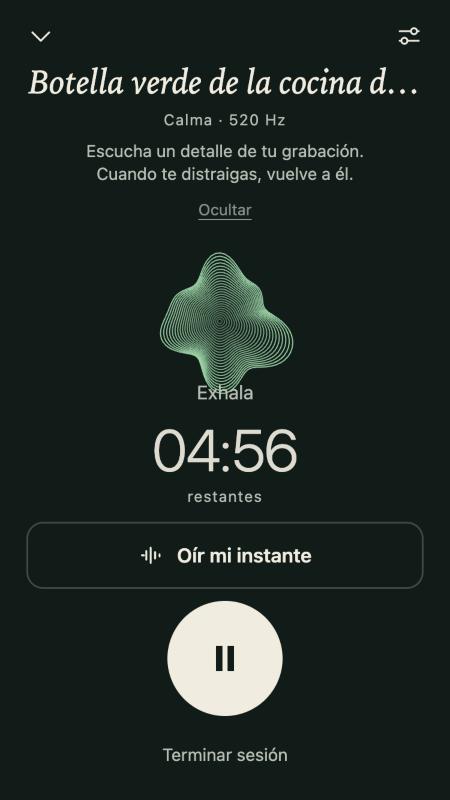 Botella verde de la cocina d...
Calma · 520 Hz
Escucha un detalle de tu grabación.
Cuando te distraigas, vuelve a él.
Ocultar
Exhala
04:56
restantes
Oír mi instante
Terminar sesión